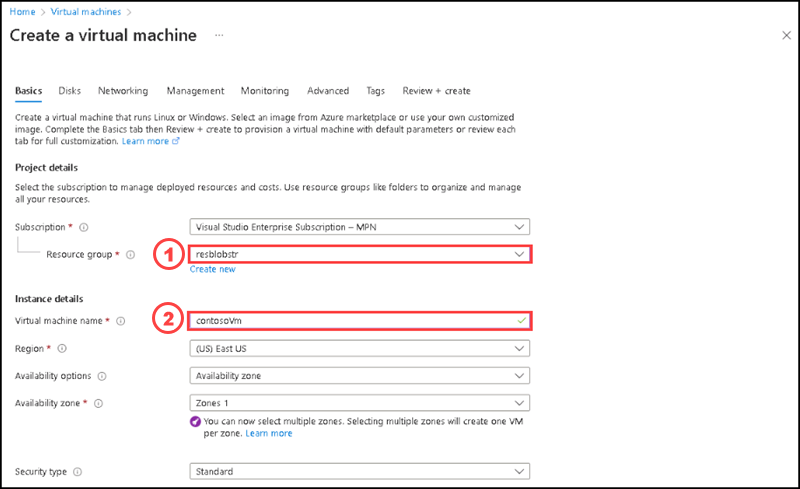 Home > Virtual machines >
Create a virtual machine ...
Basics Disks Networking Management Monitoring Advanced Tags Review + create
Create a virtual machine that runs Linux or Windows. Select an image from Azure marketplace or use your own customized
image. Complete the Basics tab then Review + create to provision a virtual machine with default parameters or review each
tab for full customization. Learn more
Project details
Select the subscription to manage deployed resources and costs. Use resource groups like folders to organize and manage
all your resources.
Subscription * Visual Studio Enterprise Subscription – MPN
Resource group * 1 resblobstr
Create new
Instance details
Virtual machine name * 2 contosoVm
Region * (US) East US
Availability options Availability zone
Availability zone * Zones 1
You can now select multiple zones. Selecting multiple zones will create one VM
per zone. Learn more
Security type Standard